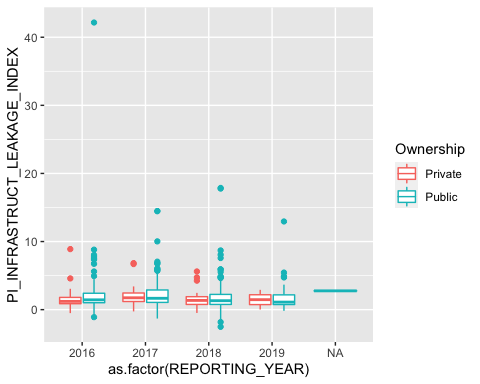 40
30
20
10
0
PI_INFRASTRUCT_LEAKAGE_INDEX
2016 2017 2018 2019 NA
as.factor(REPORTING_YEAR)
Ownership
Private
Public